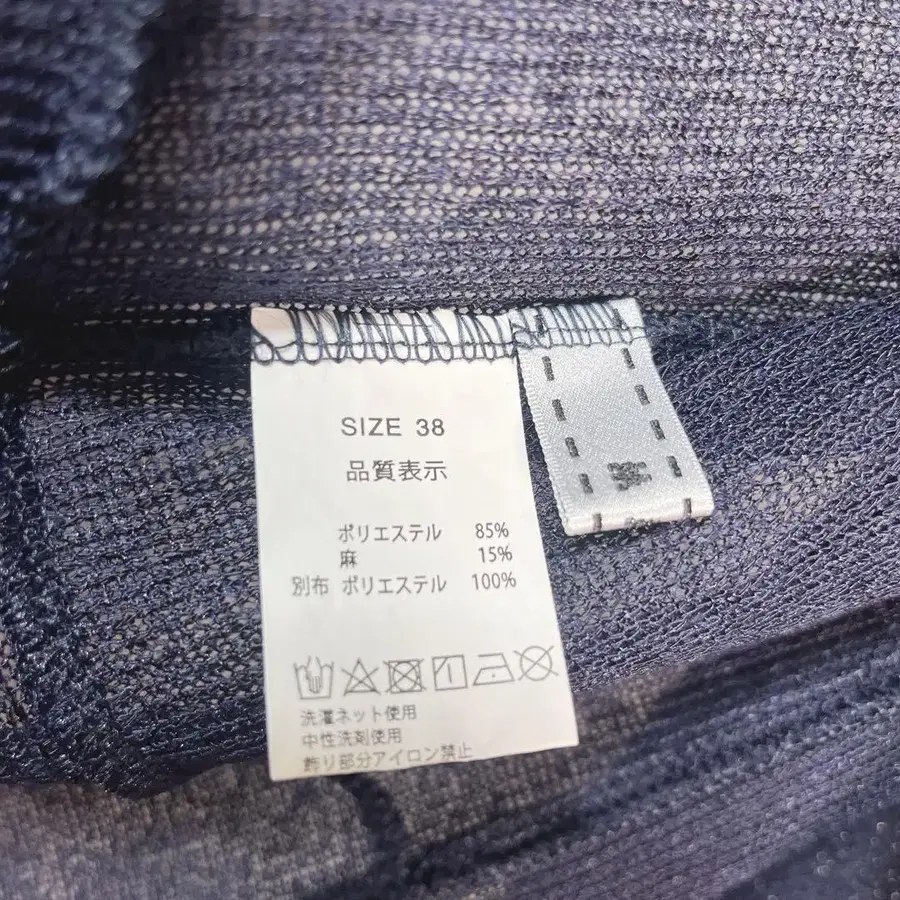 SIZE 38
品質表示
ポリエステル 85%
麻 15%
別布 ポリエステル 100%
洗濯ネット使用
中性洗剤使用
飾り部分アイロン禁止